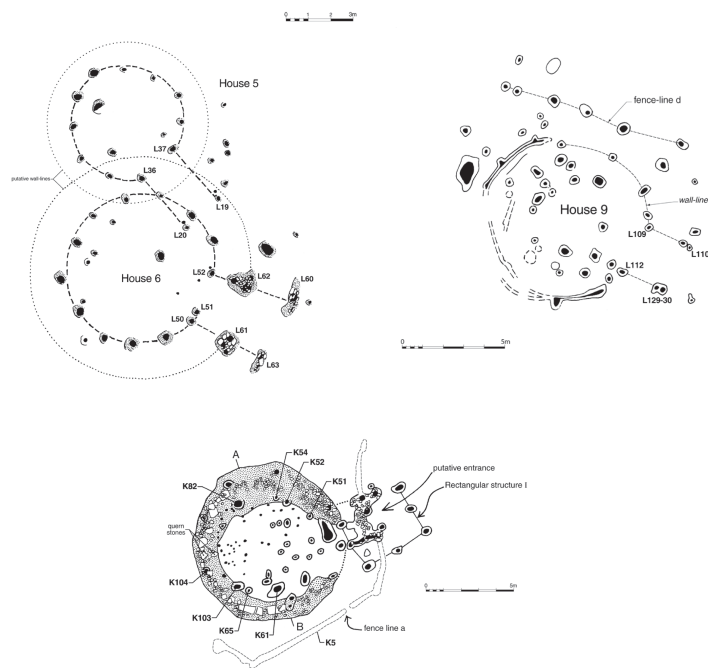 0 1 2 3m
House 5
L37
L36
putative wall-lines
L19
L20
House 6
L52
L62
L60
L51
L50
L61
L63
fence-line d
House 9
wall-line
L109
L110
L112
L129-30
0 5m
A
K54
K52
K82
K51
putative entrance
Rectangular structure I
quern
stones
K104
K103
K65
K61
B
fence line a
K5
0 5m